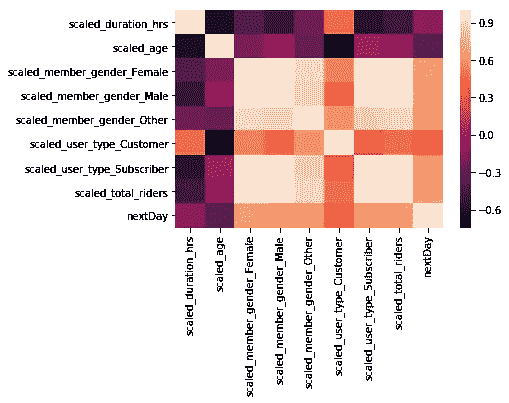 scaled_duration_hrs
scaled_age
scaled_member_gender_Female
scaled_member_gender_Male
scaled_member_gender_Other
scaled_user_type_Customer
scaled_user_type_Subscriber
scaled_total_riders
nextDay
0.9
0.6
0.3
0.0
−0.3
−0.6
scaled_duration_hrs
scaled_age
scaled_member_gender_Female
scaled_member_gender_Male
scaled_member_gender_Other
scaled_user_type_Customer
scaled_user_type_Subscriber
scaled_total_riders
nextDay